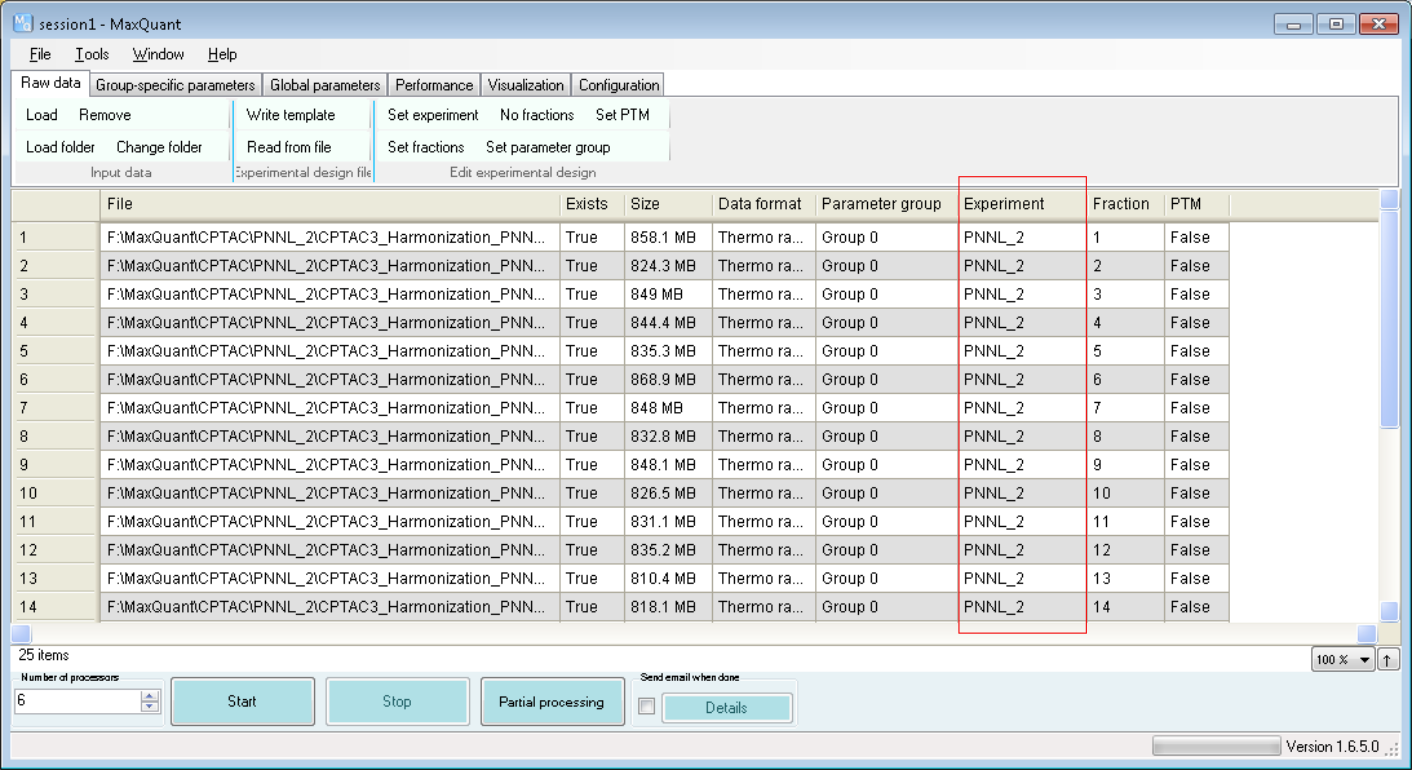 session1 - MaxQuant
File Tools Window Help
Raw data Group-specific parameters Global parameters Performance Visualization Configuration
Load Remove Write template Set experiment No fractions Set PTM
Load folder Change folder Read from file Set fractions Set parameter group
Input data Experimental design file Edit experimental design
File Exists Size Data format Parameter group Experiment Fraction PTM
1 F:\MaxQuant\CPTAC\PNNL_2\CPTAC3_Harmonization_PNN... True 858.1 MB Thermo ra... Group 0 PNNL_2 1 False
2 F:\MaxQuant\CPTAC\PNNL_2\CPTAC3_Harmonization_PNN... True 824.3 MB Thermo ra... Group 0 PNNL_2 2 False
3 F:\MaxQuant\CPTAC\PNNL_2\CPTAC3_Harmonization_PNN... True 849 MB Thermo ra... Group 0 PNNL_2 3 False
4 F:\MaxQuant\CPTAC\PNNL_2\CPTAC3_Harmonization_PNN... True 844.4 MB Thermo ra... Group 0 PNNL_2 4 False
5 F:\MaxQuant\CPTAC\PNNL_2\CPTAC3_Harmonization_PNN... True 835.3 MB Thermo ra... Group 0 PNNL_2 5 False
6 F:\MaxQuant\CPTAC\PNNL_2\CPTAC3_Harmonization_PNN... True 868.9 MB Thermo ra... Group 0 PNNL_2 6 False
7 F:\MaxQuant\CPTAC\PNNL_2\CPTAC3_Harmonization_PNN... True 848 MB Thermo ra... Group 0 PNNL_2 7 False
8 F:\MaxQuant\CPTAC\PNNL_2\CPTAC3_Harmonization_PNN... True 832.8 MB Thermo ra... Group 0 PNNL_2 8 False
9 F:\MaxQuant\CPTAC\PNNL_2\CPTAC3_Harmonization_PNN... True 848.1 MB Thermo ra... Group 0 PNNL_2 9 False
10 F:\MaxQuant\CPTAC\PNNL_2\CPTAC3_Harmonization_PNN... True 826.5 MB Thermo ra... Group 0 PNNL_2 10 False
11 F:\MaxQuant\CPTAC\PNNL_2\CPTAC3_Harmonization_PNN... True 831.1 MB Thermo ra... Group 0 PNNL_2 11 False
12 F:\MaxQuant\CPTAC\PNNL_2\CPTAC3_Harmonization_PNN... True 835.2 MB Thermo ra... Group 0 PNNL_2 12 False
13 F:\MaxQuant\CPTAC\PNNL_2\CPTAC3_Harmonization_PNN... True 810.4 MB Thermo ra... Group 0 PNNL_2 13 False
14 F:\MaxQuant\CPTAC\PNNL_2\CPTAC3_Harmonization_PNN... True 818.1 MB Thermo ra... Group 0 PNNL_2 14 False
25 items
100 % ↑
Number of processors Send email when done
6 Start Stop Partial processing Details
Version 1.6.5.0